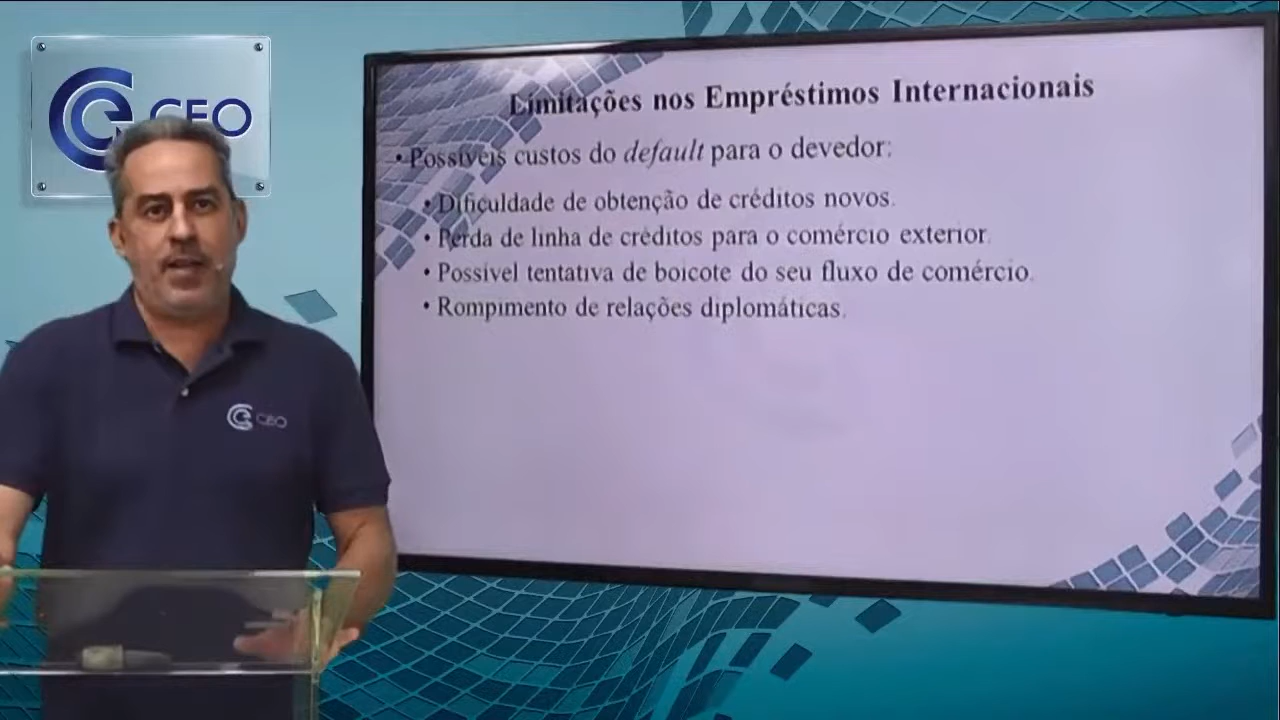 CEO
Limitações nos Empréstimos Internacionais
• Possíveis custos do default para o devedor:
• Dificuldade de obtenção de créditos novos.
• Perda de linha de créditos para o comércio exterior.
• Possível tentativa de boicote do seu fluxo de comércio.
• Rompimento de relações diplomáticas.
CEO